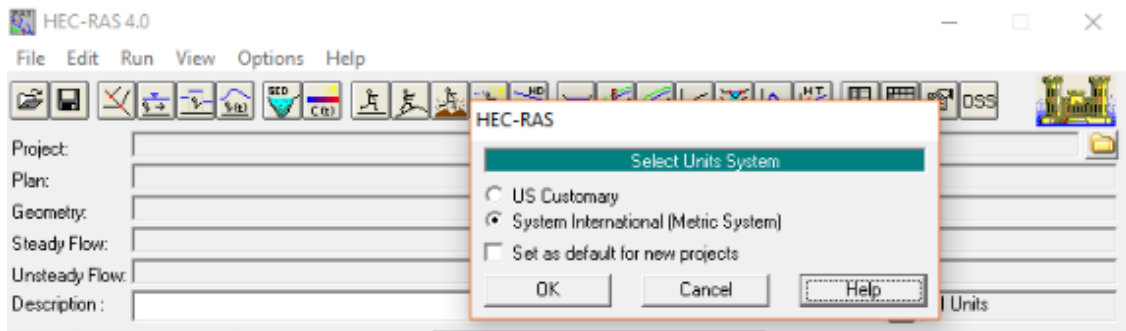 HEC-RAS 4.0
File Edit Run View Options Help
SED C(t) HD HT DSS
HEC-RAS
Select Units System
Project:
Plan:
US Customary
Geometry:
System International (Metric System)
Steady Flow:
Set as default for new projects
Unsteady Flow:
OK Cancel Help
Description : Units